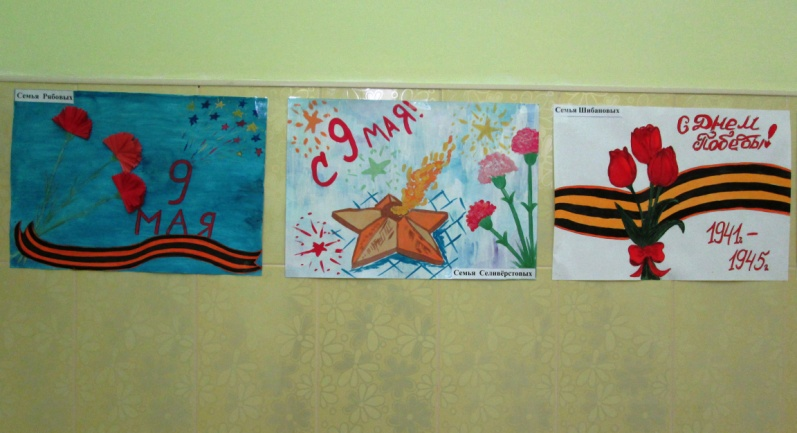 Семья Рябовых
9
МАЯ
С 9 МАЯ!
Семья Селивёрстовых
Семья Шибановых
С Днем
Победы!
1941г-
1945г.